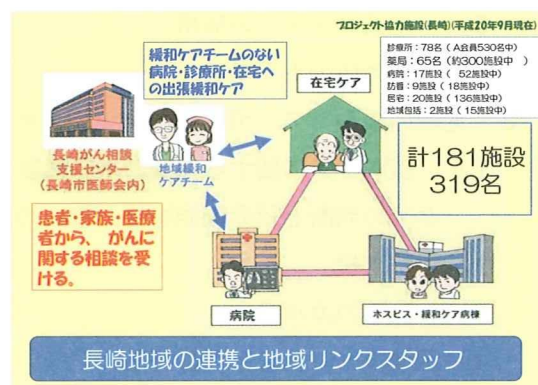 プロジェクト協力施設(長崎)(平成20年9月現在)
緩和ケアチームのない
病院・診療所・在宅へ
の出張緩和ケア
診療所:78名(A会員530名中)
薬局:65名(約300施設中 )
病院:17施設( 52施設中)
訪看:9施設(18施設中)
居宅:20施設(136施設中)
地域包括:2施設(15施設中)
在宅ケア
計181施設
319名
長崎がん相談
支援センター
(長崎市医師会内)
地域緩和
ケアチーム
患者・家族・医療
者から、がんに
関する相談を受
ける。
病院
ホスピス・緩和ケア病棟
長崎地域の連携と地域リンクスタッフ